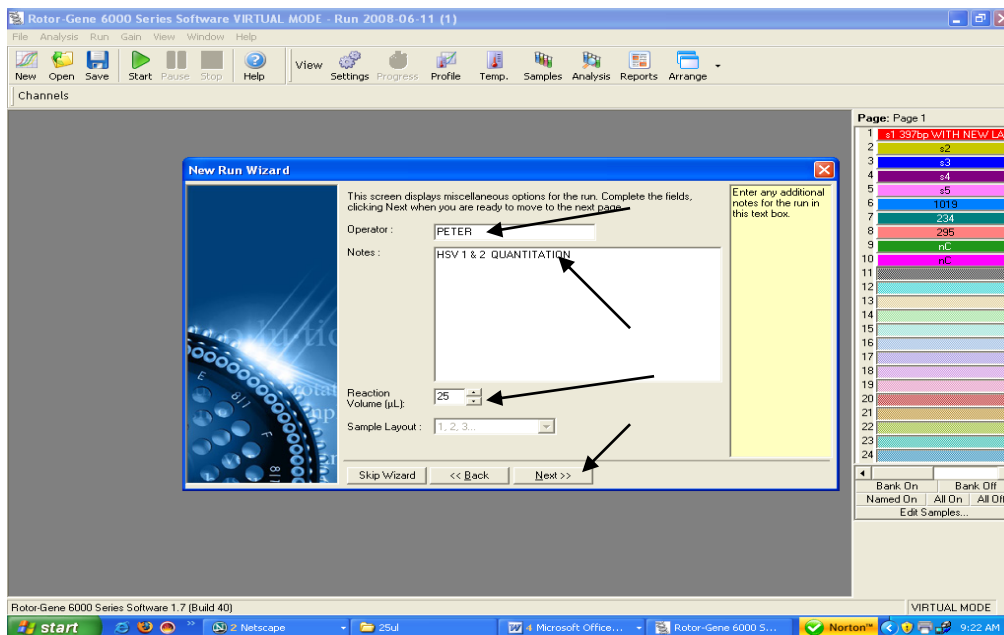 Rotor-Gene 6000 Series Software VIRTUAL MODE - Run 2008-06-11 (1)
File Analysis Run Gain View Window Help
New Open Save Start Pause Stop Help View Settings Progress Profile Temp. Samples Analysis Reports Arrange
Channels
Page: Page 1
1 s1 397bp WITH NEW LA
2 s2
3 s3
4 s4
5 s5
6 1019
7 234
8 295
9 nC
10 nC
11
12
13
14
15
16
17
18
19
20
21
22
23
24
Bank On Bank Off
Named On All On All Off
Edit Samples...
New Run Wizard
This screen displays miscellaneous options for the run. Complete the fields,
clicking Next when you are ready to move to the next page.
Operator : PETER
Notes : HSV 1 & 2 QUANTITATION
Reaction
Volume (µL): 25
Sample Layout : 1, 2, 3...
Skip Wizard << Back Next >>
Enter any additional
notes for the run in
this text box.
Rotor-Gene 6000 Series Software 1.7 (Build 40) VIRTUAL MODE
start 2 Netscape 25ul 4 Microsoft Office... Rotor-Gene 6000 S... Norton™ 9:22 AM